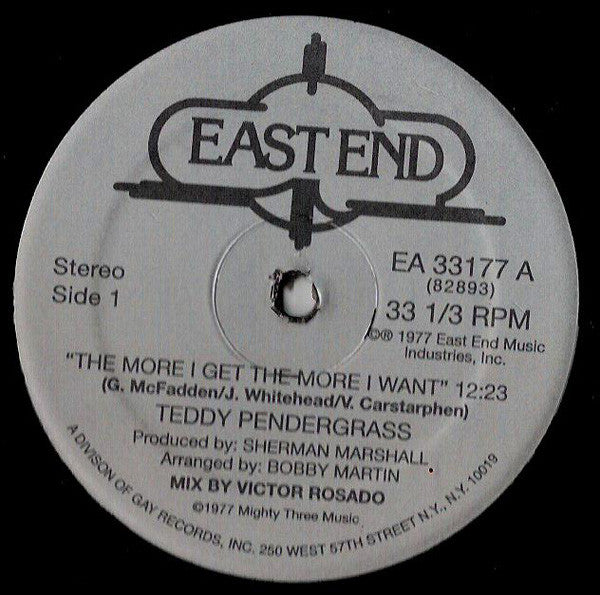 EAST END
Stereo
Side 1
EA 33177 A
(82893)
33 1/3 RPM
©℗ 1977 East End Music
Industries, Inc.
"THE MORE I GET THE MORE I WANT" 12:23
(G. McFadden/J. Whitehead/V. Carstarphen)
TEDDY PENDERGRASS
Produced by: SHERMAN MARSHALL
Arranged by: BOBBY MARTIN
MIX BY VICTOR ROSADO
©1977 Mighty Three Music
A DIVISON OF GAY RECORDS, INC. 250 WEST 57TH STREET N.Y., N.Y. 10019